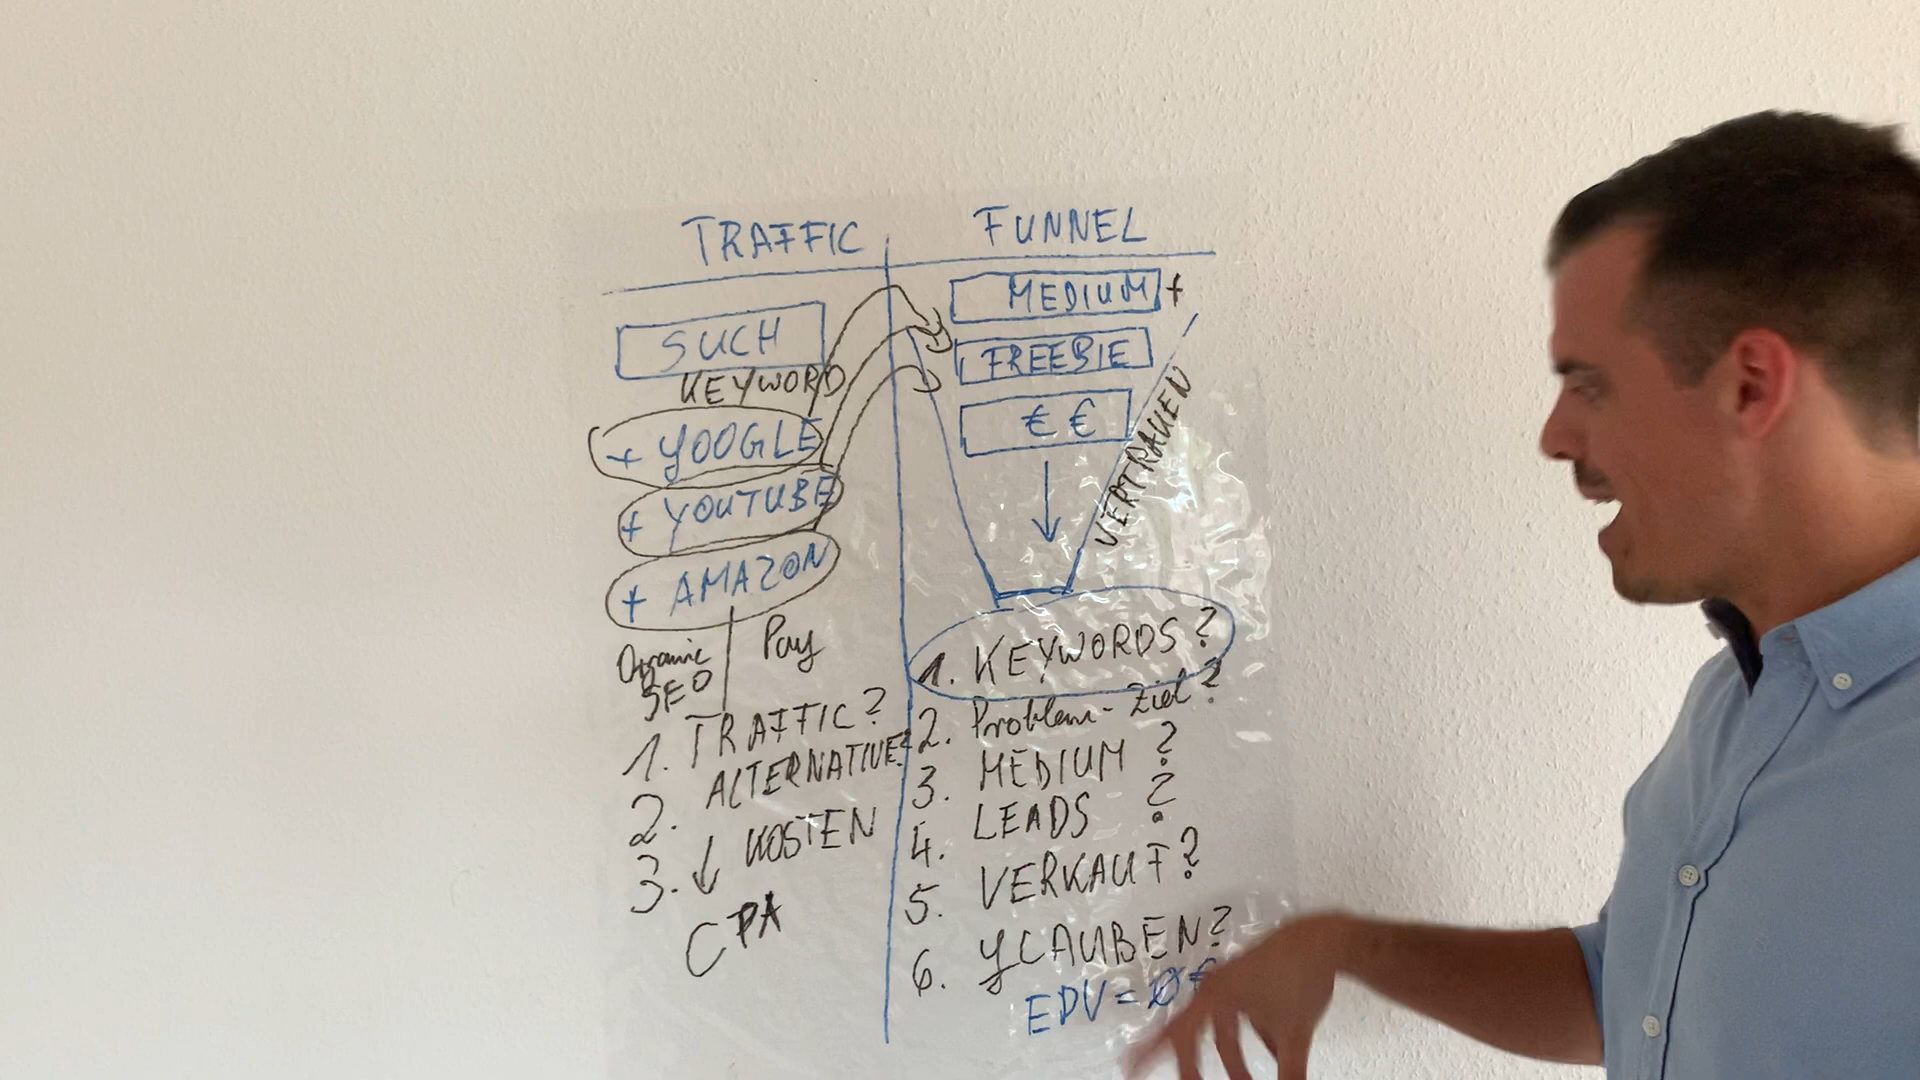 TRAFFIC
SUCH
KEYWORD
+ GOOGLE
+ YOUTUBE
+ AMAZON
Organic SEO | Pay
1. TRAFFIC?
2. ALTERNATIVE?
3. ↓ KOSTEN
CPA
FUNNEL
MEDIUM +
FREEBIE
€ €
VERTRAUEN
1. KEYWORDS?
2. Problem - Ziel?
3. MEDIUM ?
4. LEADS ?
5. VERKAUF?
6. GLAUBEN?
EPV = Ø €